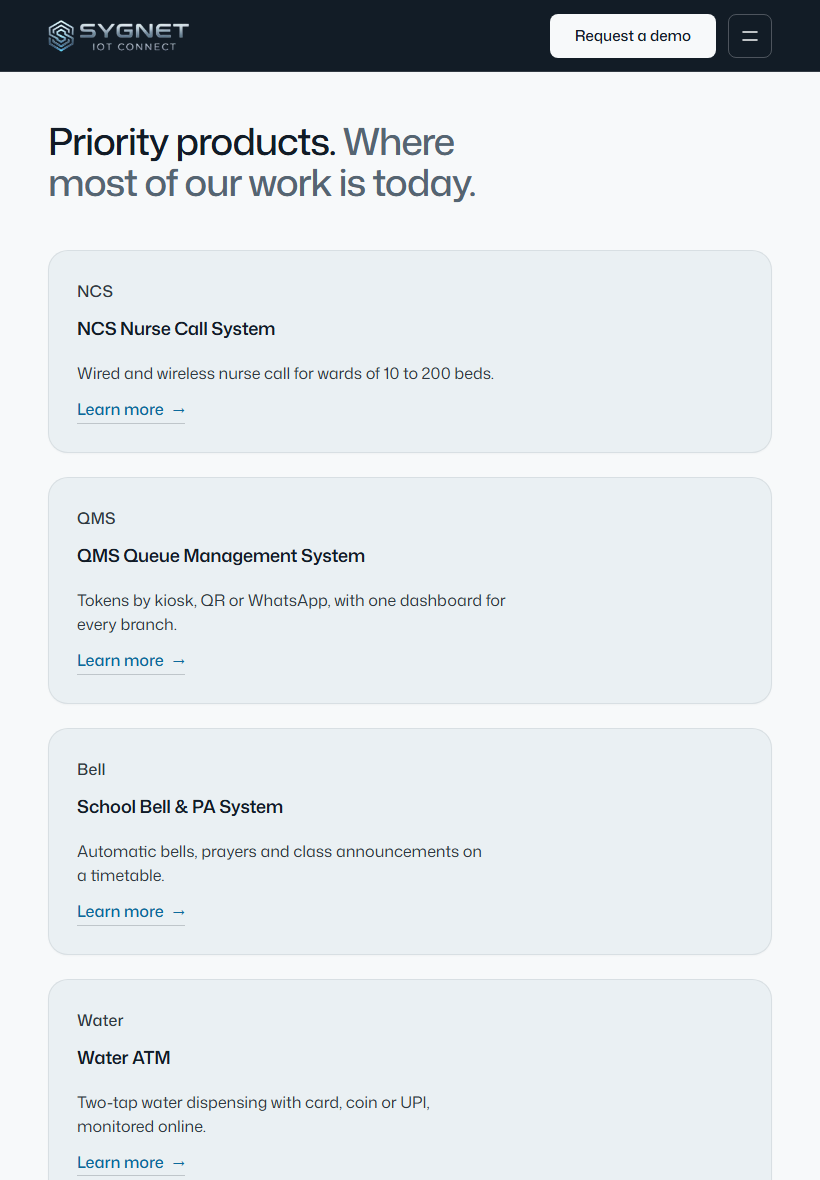 SYGNET
IOT CONNECT
Request a demo
Priority products. Where
most of our work is today.
NCS
NCS Nurse Call System
Wired and wireless nurse call for wards of 10 to 200 beds.
Learn more →
QMS
QMS Queue Management System
Tokens by kiosk, QR or WhatsApp, with one dashboard for
every branch.
Learn more →
Bell
School Bell & PA System
Automatic bells, prayers and class announcements on
a timetable.
Learn more →
Water
Water ATM
Two-tap water dispensing with card, coin or UPI,
monitored online.
Learn more →